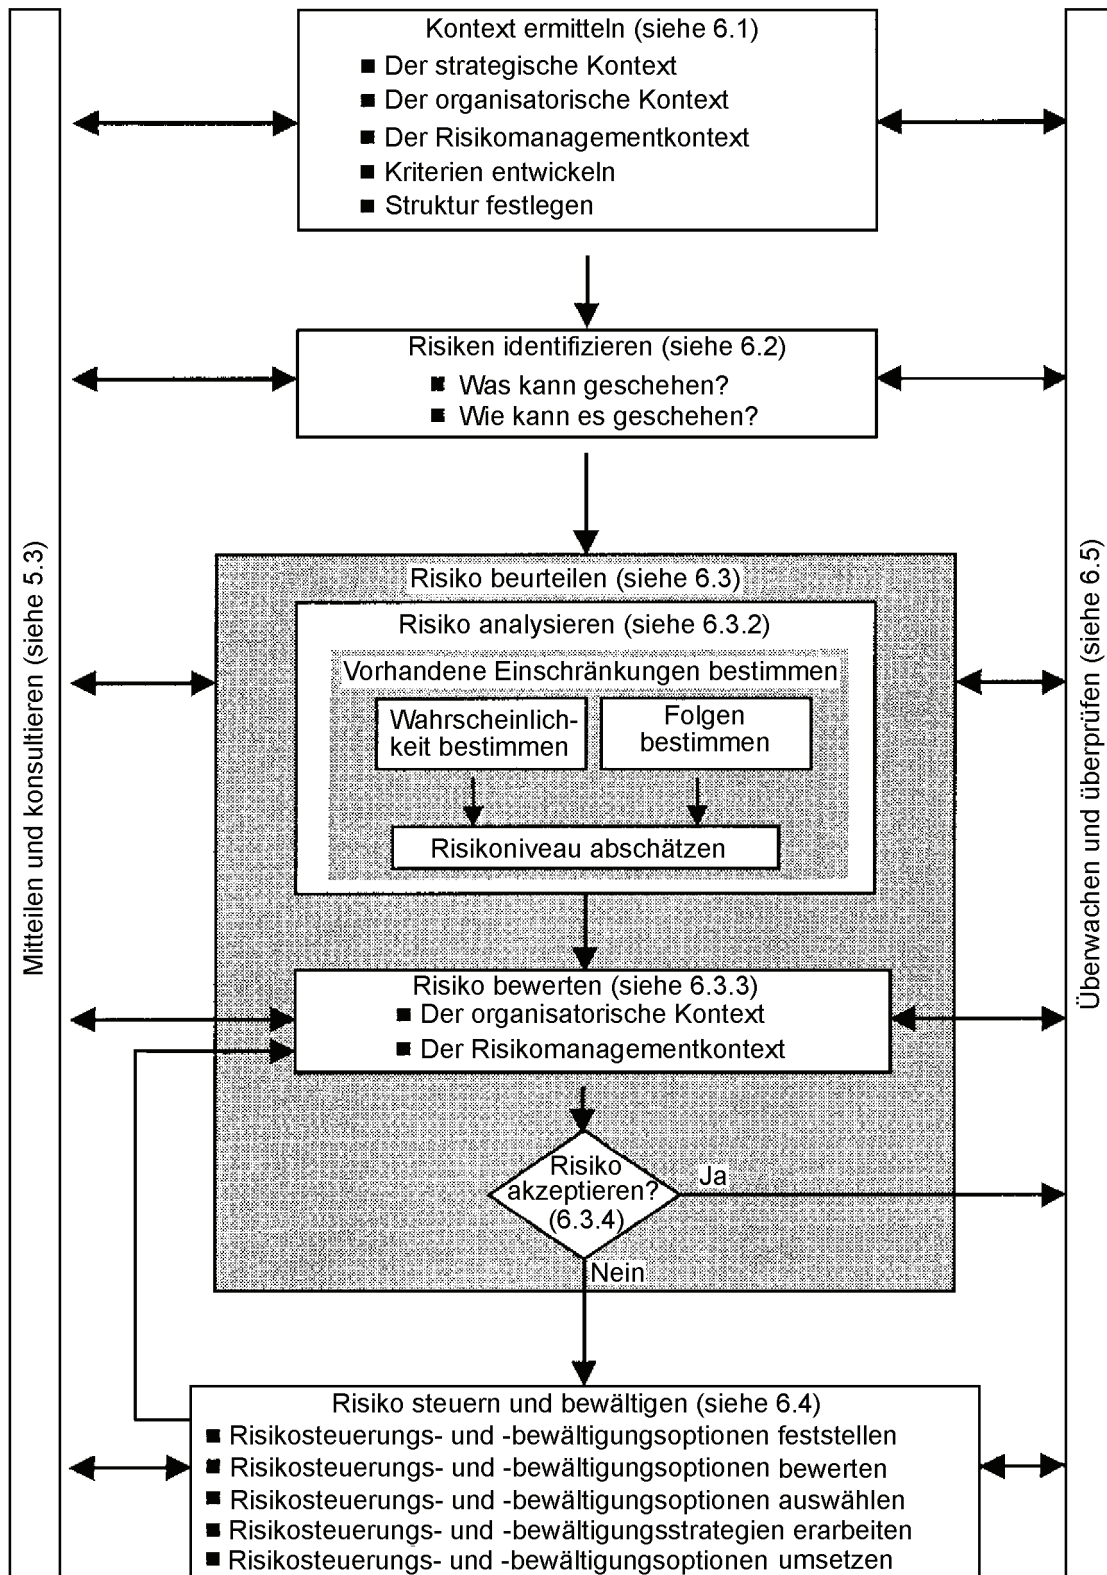 Kontext ermitteln (siehe 6.1)
■ Der strategische Kontext
■ Der organisatorische Kontext
■ Der Risikomanagementkontext
■ Kriterien entwickeln
■ Struktur festlegen
Risiken identifizieren (siehe 6.2)
■ Was kann geschehen?
■ Wie kann es geschehen?
Mitteilen und konsultieren (siehe 5.3)
Überwachen und überprüfen (siehe 6.5)
Risiko beurteilen (siehe 6.3)
Risiko analysieren (siehe 6.3.2)
Vorhandene Einschränkungen bestimmen
Wahrscheinlich-
keit bestimmen
Folgen
bestimmen
Risikoniveau abschätzen
Risiko bewerten (siehe 6.3.3)
■ Der organisatorische Kontext
■ Der Risikomanagementkontext
Risiko
akzeptieren?
(6.3.4)
Ja
Nein
Risiko steuern und bewältigen (siehe 6.4)
■ Risikosteuerungs- und -bewältigungsoptionen feststellen
■ Risikosteuerungs- und -bewältigungsoptionen bewerten
■ Risikosteuerungs- und -bewältigungsoptionen auswählen
■ Risikosteuerungs- und -bewältigungsstrategien erarbeiten
■ Risikosteuerungs- und -bewältigungsoptionen umsetzen